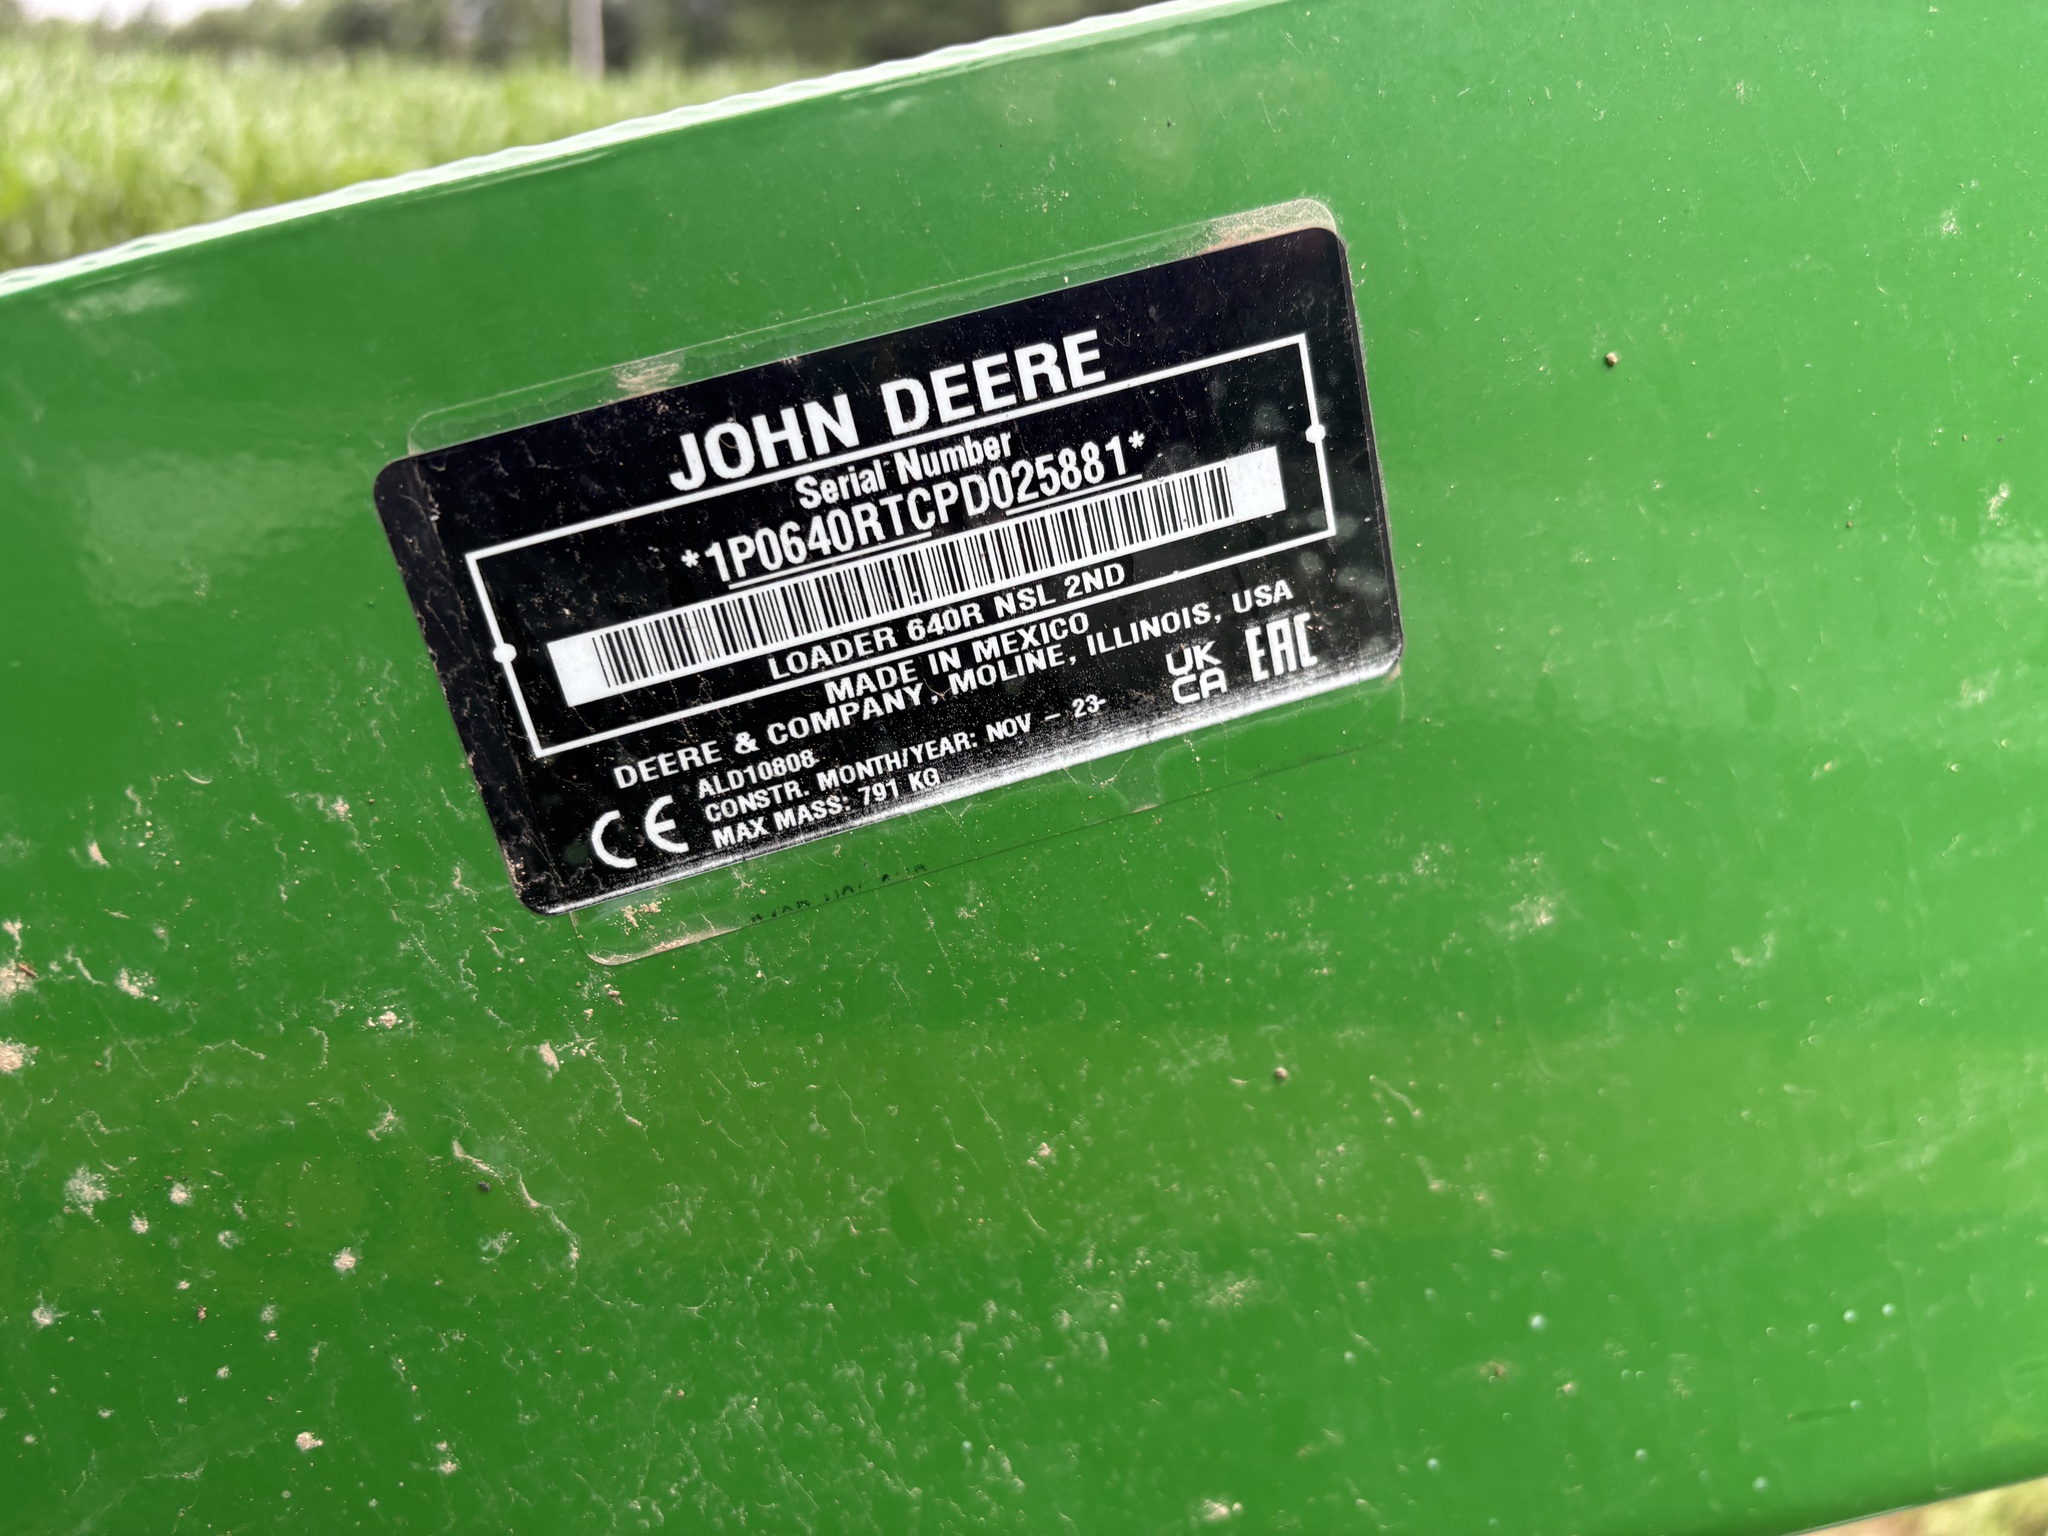 JOHN DEERE
Serial Number
*1P0640RTCPD025881*
LOADER 640R NSL 2ND
MADE IN MEXICO
DEERE & COMPANY, MOLINE, ILLINOIS, USA
ALD10808
CONSTR. MONTH/YEAR: NOV - 23
MAX MASS: 791 KG
CE
UK
CA
EAC